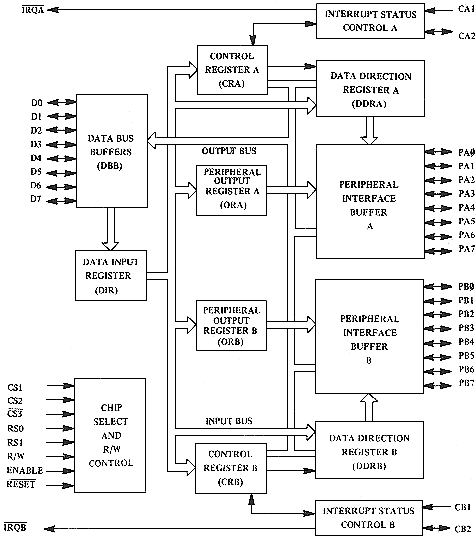 IRQA
INTERRUPT STATUS
CONTROL A
CA1
CA2
CONTROL
REGISTER A
(CRA)
DATA DIRECTION
REGISTER A
(DDRA)
D0
D1
D2
D3
D4
D5
D6
D7
DATA BUS
BUFFERS
(DBB)
OUTPUT BUS
PERIPHERAL
OUTPUT
REGISTER A
(ORA)
PERIPHERAL
INTERFACE
BUFFER
A
PA0
PA1
PA2
PA3
PA4
PA5
PA6
PA7
DATA INPUT
REGISTER
(DIR)
PERIPHERAL
OUTPUT
REGISTER B
(ORB)
PERIPHERAL
INTERFACE
BUFFER
B
PB0
PB1
PB2
PB3
PB4
PB5
PB6
PB7
CS1
CS2
CS3
RS0
RS1
R/W
ENABLE
RESET
CHIP
SELECT
AND
R/W
CONTROL
INPUT BUS
CONTROL
REGISTER B
(CRB)
DATA DIRECTION
REGISTER B
(DDRB)
IRQB
INTERRUPT STATUS
CONTROL B
CB1
CB2